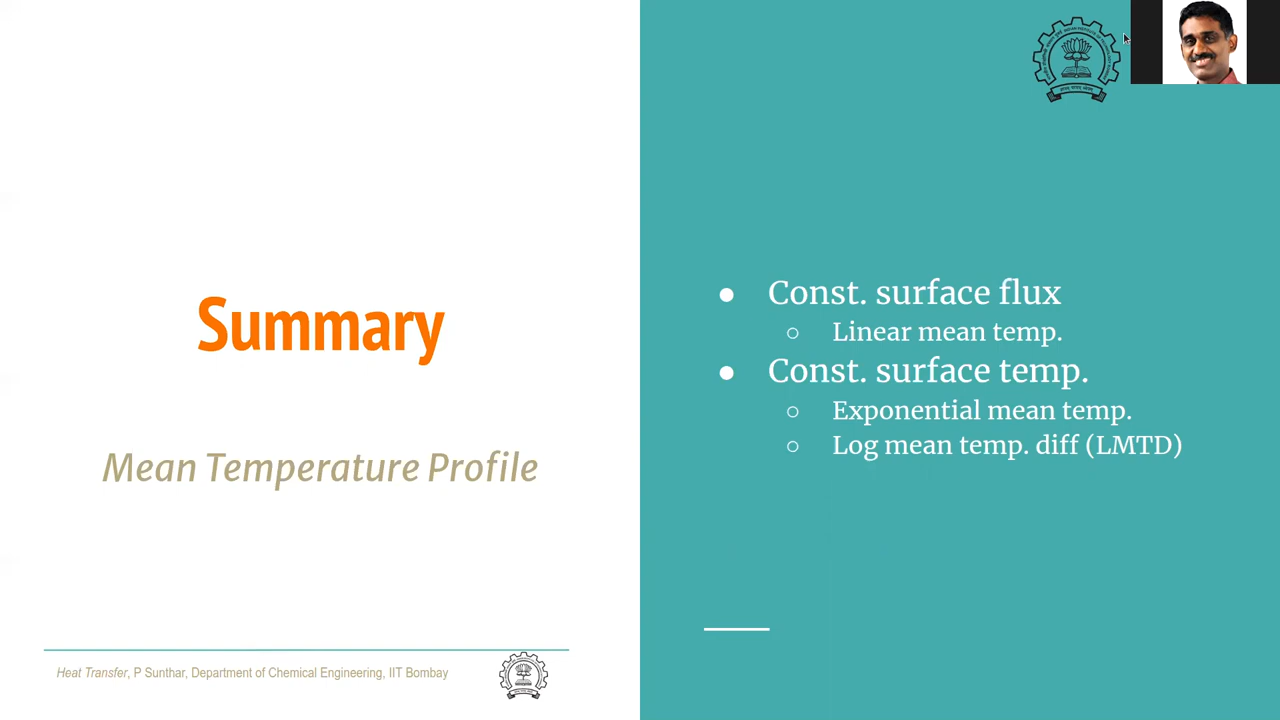 Summary
Mean Temperature Profile
Heat Transfer, P Sunthar, Department of Chemical Engineering, IIT Bombay
● Const. surface flux
○ Linear mean temp.
● Const. surface temp.
○ Exponential mean temp.
○ Log mean temp. diff (LMTD)